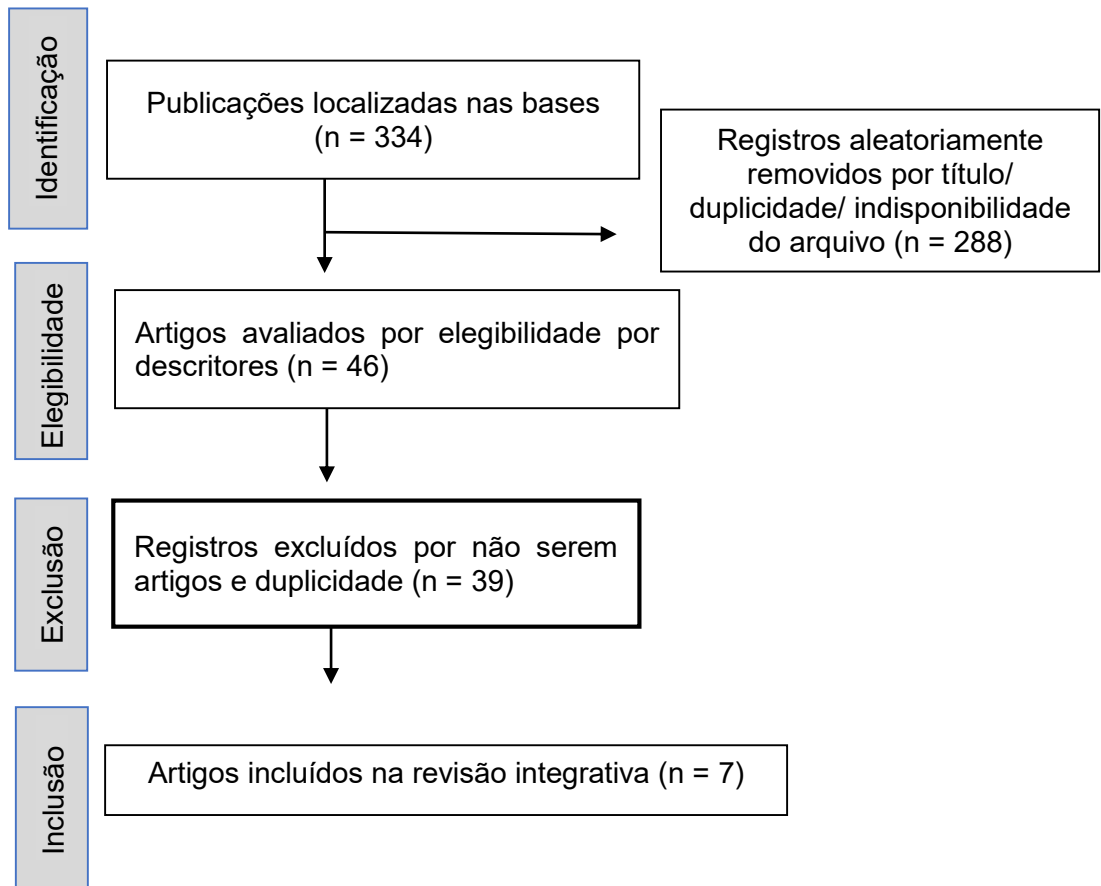 Identificação
Publicações localizadas nas bases
(n = 334)
Registros aleatoriamente
removidos por título/
duplicidade/ indisponibilidade
do arquivo (n = 288)
Elegibilidade
Artigos avaliados por elegibilidade por
descritores (n = 46)
Exclusão
Registros excluídos por não serem
artigos e duplicidade (n = 39)
Inclusão
Artigos incluídos na revisão integrativa (n = 7)